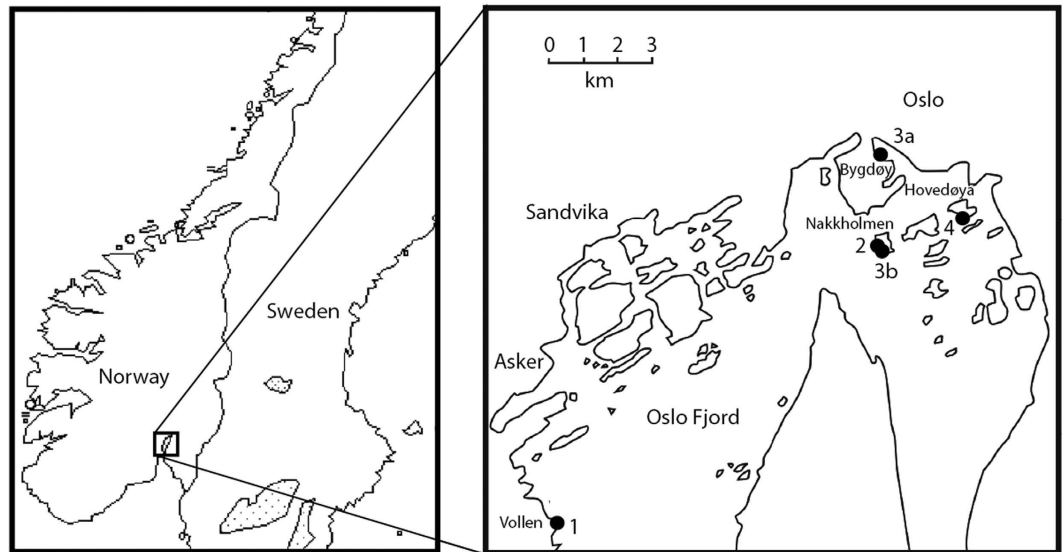 Norway
Sweden
0 1 2 3
km
Oslo
3a
Bygdøy
Hovedøya
Sandvika
Nakkholmen
4
2
3b
Asker
Oslo Fjord
Vollen
1